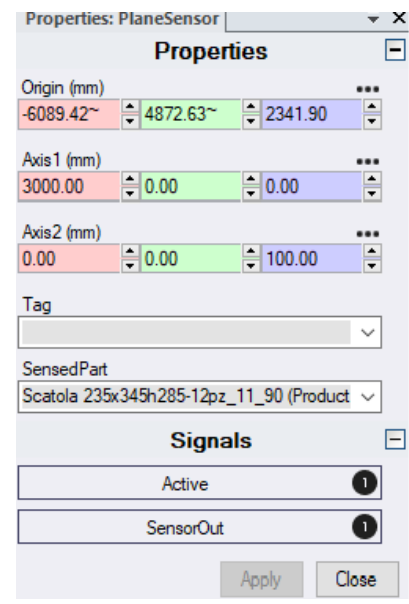 Properties: PlaneSensor
Properties
Origin (mm)
-6089.42~ 4872.63~ 2341.90
Axis1 (mm)
3000.00 0.00 0.00
Axis2 (mm)
0.00 0.00 100.00
Tag
SensedPart
Scatola 235x345h285-12pz_11_90 (Product
Signals
Active 1
SensorOut 1
Apply Close